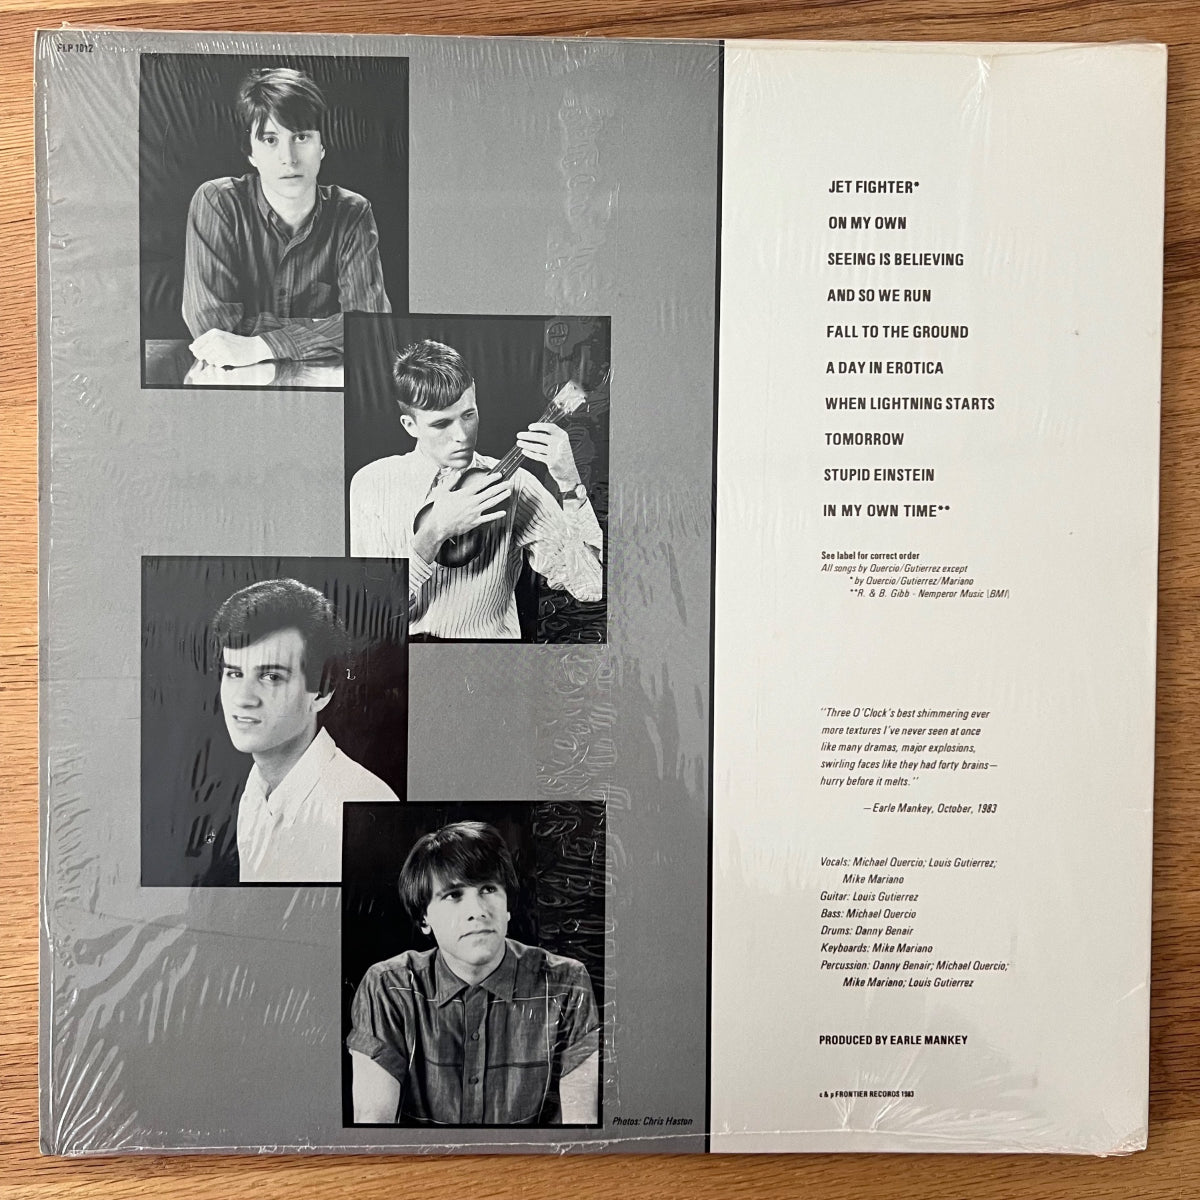 FLP 1012
JET FIGHTER*
ON MY OWN
SEEING IS BELIEVING
AND SO WE RUN
FALL TO THE GROUND
A DAY IN EROTICA
WHEN LIGHTNING STARTS
TOMORROW
STUPID EINSTEIN
IN MY OWN TIME**
See label for correct order
All songs by Quercio/Gutierrez except
*by Quercio/Gutierrez/Mariano
**R. & B. Gibb - Nemperor Music (BMI)
"Three O'Clock's best shimmering ever
more textures I've never seen at once
like many dramas, major explosions,
swirling faces like they had forty brains—
hurry before it melts."
—Earle Mankey, October, 1983
Vocals: Michael Quercio; Louis Gutierrez;
Mike Mariano
Guitar: Louis Gutierrez
Bass: Michael Quercio
Drums: Danny Benair
Keyboards: Mike Mariano
Percussion: Danny Benair; Michael Quercio;
Mike Mariano; Louis Gutierrez
PRODUCED BY EARLE MANKEY
c & p FRONTIER RECORDS 1983
Photos: Chris Haston